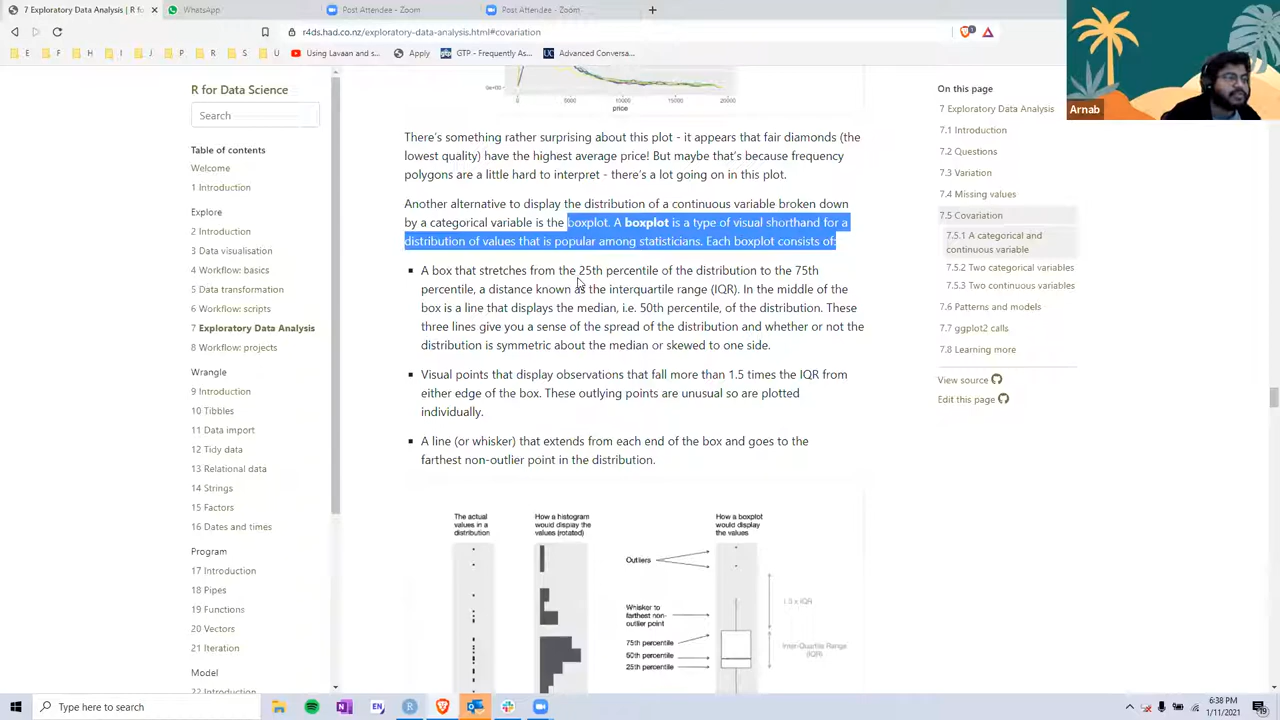 7 Exploratory Data Analysis | R fo
WhatsApp
Post Attendee - Zoom
Post Attendee - Zoom
r4ds.had.co.nz/exploratory-data-analysis.html#covariation
E
F
H
I
J
P
R
S
Using Lavaan in R
Apply
GTP - Frequently As...
Advanced Conversa...
Arnab
R for Data Science
Search
Table of contents
Welcome
1 Introduction
Explore
2 Introduction
3 Data visualisation
4 Workflow: basics
5 Data transformation
6 Workflow: scripts
7 Exploratory Data Analysis
8 Workflow: projects
Wrangle
9 Introduction
10 Tibbles
11 Data import
12 Tidy data
13 Relational data
14 Strings
15 Factors
16 Dates and times
Program
17 Introduction
18 Pipes
19 Functions
20 Vectors
21 Iteration
Model
22 Introduction
0e+00
0
5000
10000
15000
20000
price
There's something rather surprising about this plot - it appears that fair diamonds (the
lowest quality) have the highest average price! But maybe that's because frequency
polygons are a little hard to interpret - there's a lot going on in this plot.
Another alternative to display the distribution of a continuous variable broken down
by a categorical variable is the boxplot. A boxplot is a type of visual shorthand for a
distribution of values that is popular among statisticians. Each boxplot consists of:
A box that stretches from the 25th percentile of the distribution to the 75th
percentile, a distance known as the interquartile range (IQR). In the middle of the
box is a line that displays the median, i.e. 50th percentile, of the distribution. These
three lines give you a sense of the spread of the distribution and whether or not the
distribution is symmetric about the median or skewed to one side.
Visual points that display observations that fall more than 1.5 times the IQR from
either edge of the box. These outlying points are unusual so are plotted
individually.
A line (or whisker) that extends from each end of the box and goes to the
farthest non-outlier point in the distribution.
The actual
values in a
distribution
How a histogram
would display the
values (rotated)
How a boxplot
would display
the values
Outliers
Whisker to
farthest non-
outlier point
75th percentile
50th percentile
25th percentile
Inter-Quartile Range
(IQR)
On this page
7 Exploratory Data Analysis
7.1 Introduction
7.2 Questions
7.3 Variation
7.4 Missing values
7.5 Covariation
7.5.1 A categorical and
continuous variable
7.5.2 Two categorical variables
7.5.3 Two continuous variables
7.6 Patterns and models
7.7 ggplot2 calls
7.8 Learning more
View source
Edit this page
Type here to search
6:38 PM
1/11/2021